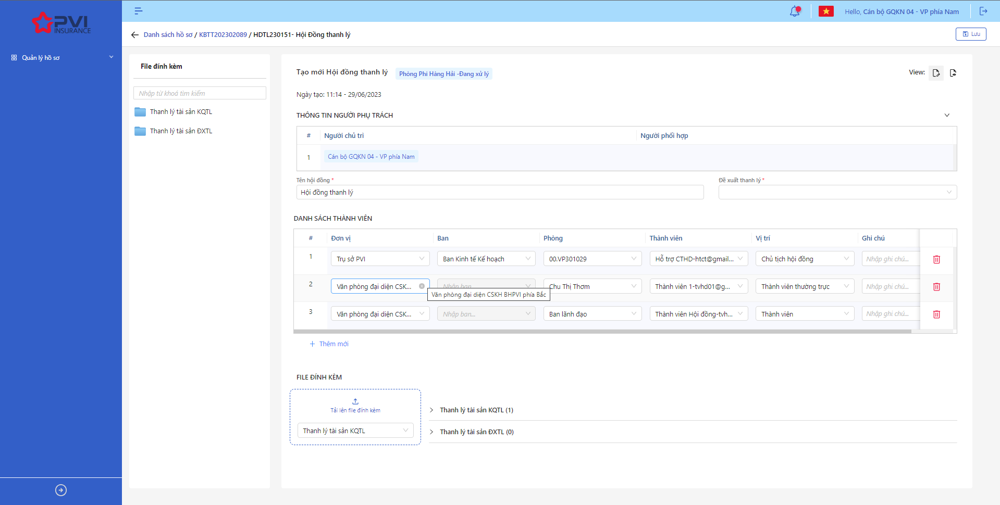 PVI
INSURANCE
Quản lý hồ sơ
Hello, Cán bộ GQKN 04 - VP phía Nam
Danh sách hồ sơ / KBTT202302089 / HDTL230151- Hội Đồng thanh lý
Lưu
File đính kèm
Nhập từ khoá tìm kiếm
Thanh lý tài sản KQTL
Thanh lý tài sản ĐXTL
Tạo mới Hội đồng thanh lý
Phòng Phi Hàng Hải -Đang xử lý
View:
Ngày tạo: 11:14 - 29/06/2023
THÔNG TIN NGƯỜI PHỤ TRÁCH
# Người chủ trì Người phối hợp
1 Cán bộ GQKN 04 - VP phía Nam
Tên hội đồng *
Hội đồng thanh lý
Đề xuất thanh lý *
DANH SÁCH THÀNH VIÊN
# Đơn vị Ban Phòng Thành viên Vị trí Ghi chú
1 Trụ sở PVI Ban Kinh tế Kế hoạch 00.VP301029 Hỗ trợ CTHD-htct@gmail... Chủ tịch hội đồng Nhập ghi chú...
2 Văn phòng đại diện CSK... Nhập ban... Chu Thị Thơm Thành viên 1-tvhd01@g... Thành viên thường trực Nhập ghi chú...
Văn phòng đại diện CSKH BHPVI phía Bắc
3 Văn phòng đại diện CSK... Nhập ban... Ban lãnh đạo Thành viên Hội đồng-tvh... Thành viên Nhập ghi chú...
+ Thêm mới
FILE ĐÍNH KÈM
Tải lên file đính kèm
Thanh lý tài sản KQTL
Thanh lý tài sản KQTL (1)
Thanh lý tài sản ĐXTL (0)